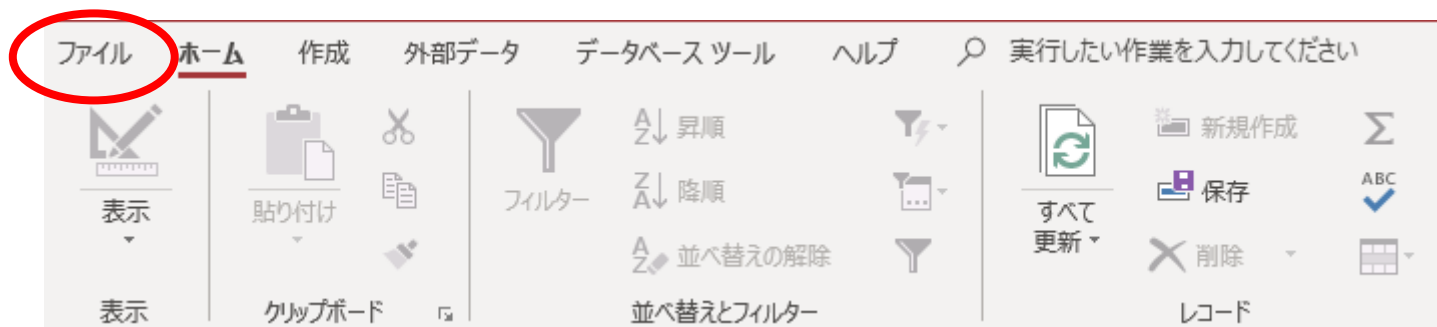 ファイル ホーム 作成 外部データ データベース ツール ヘルプ 実行したい作業を入力してください
表示
貼り付け
フィルター
昇順
降順
並べ替えの解除
すべて
更新
新規作成
保存
削除
ABC
表示 クリップボード 並べ替えとフィルター レコード